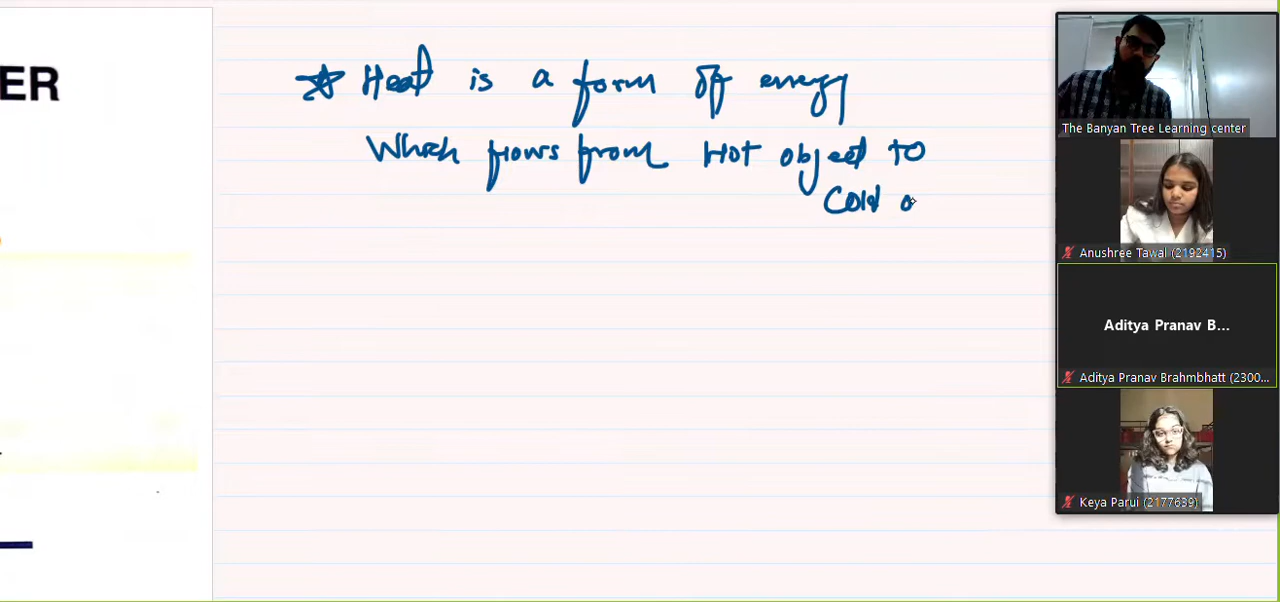 ER
☆ Heat is a form of energy
Which flows from Hot object to
Cold o
The Banyan Tree Learning center
Anushree Tawal (2192415)
Aditya Pranav B...
Aditya Pranav Brahmbhatt (2300...
Keya Parui (2177639)